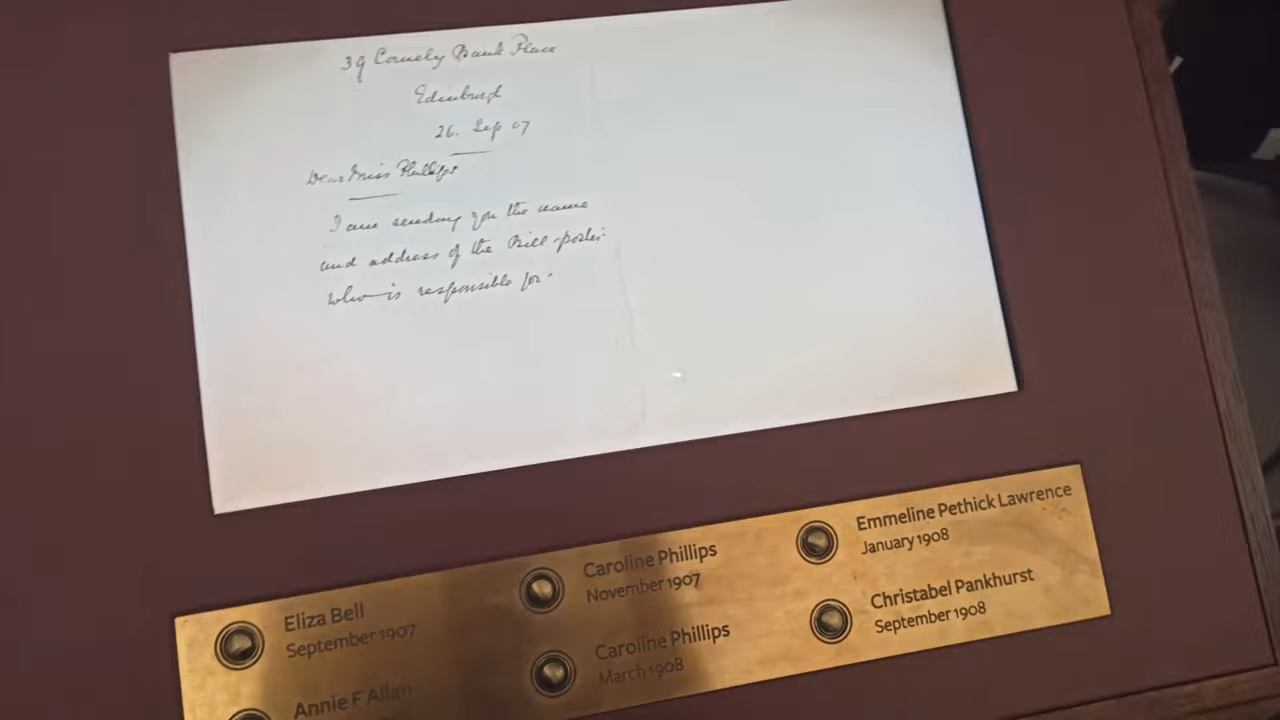 39 Comely Bank Place
Edinburgh
26. Sep 07
Dear Miss Phillips
I am sending you the name
and address of the Bill-poster
who is responsible for
Eliza Bell
September 1907
Annie F Allan
Caroline Phillips
November 1907
Caroline Phillips
March 1908
Emmeline Pethick Lawrence
January 1908
Christabel Pankhurst
September 1908